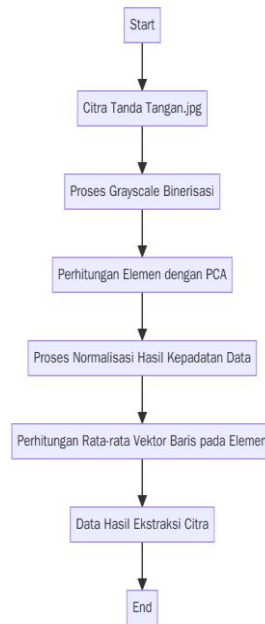 Start
Citra Tanda Tangan.jpg
Proses Grayscale Binerisasi
Perhitungan Elemen dengan PCA
Proses Normalisasi Hasil Kepadatan Data
Perhitungan Rata-rata Vektor Baris pada Elemen
Data Hasil Ekstraksi Citra
End